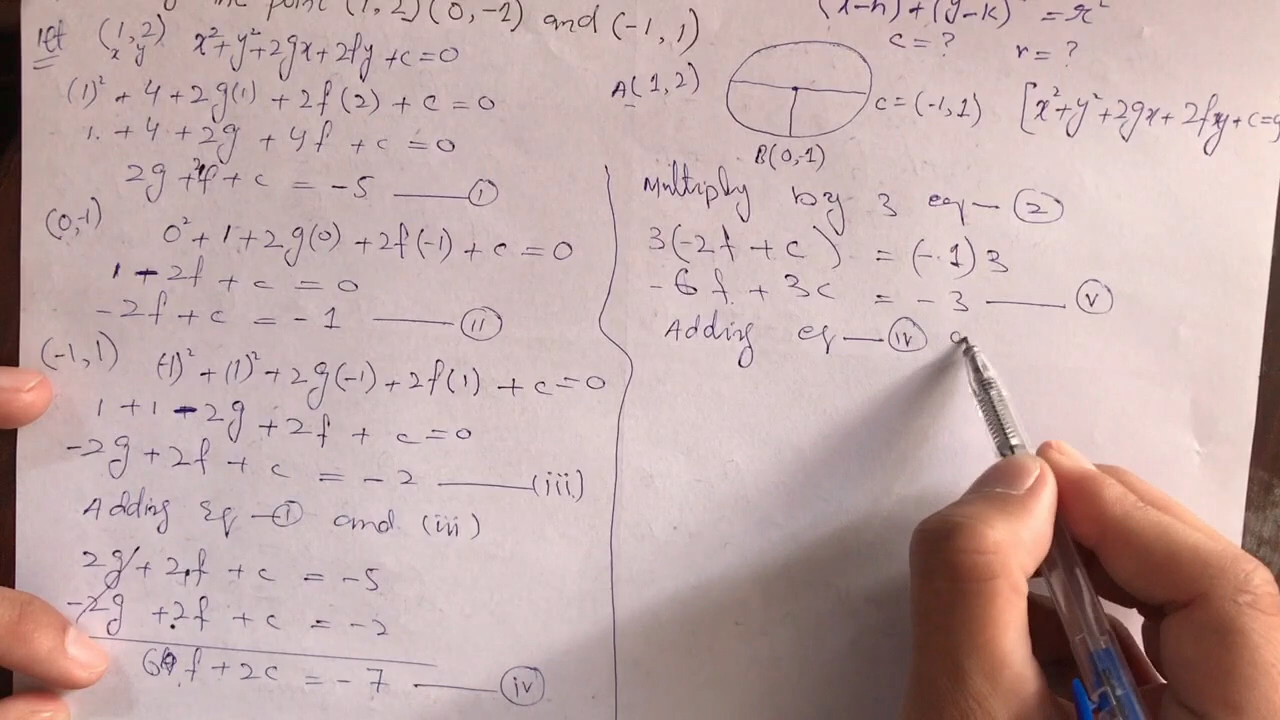 the point (1, 2) (0, -1) and (-1, 1)
let (1, 2) x² + y² + 2gx + 2fy + c = 0
x y
(1)² + 4 + 2g(1) + 2f(2) + c = 0
1 + 4 + 2g + 4f + c = 0
2g + 2f + c = -5 —— (i)
(0, -1) 0² + 1 + 2g(0) + 2f(-1) + c = 0
1 - 2f + c = 0
-2f + c = -1 —— (ii)
(-1, 1) (-1)² + (1)² + 2g(-1) + 2f(1) + c = 0
1 + 1 - 2g + 2f + c = 0
-2g + 2f + c = -2 —— (iii)
Adding Eq — (i) and (iii)
2g + 2f + c = -5
-2g + 2f + c = -2
6f + 2c = -7 —— (iv)
(x-h) + (y-k)² = r²
c = ? r = ?
A(1, 2)
c = (-1, 1) [x² + y² + 2gx + 2fxy + c =
B(0, -1)
Multiply by 3 eq — (2)
3(-2f + c) = (-1) 3
-6f + 3c = -3 —— (v)
Adding eq — (iv)